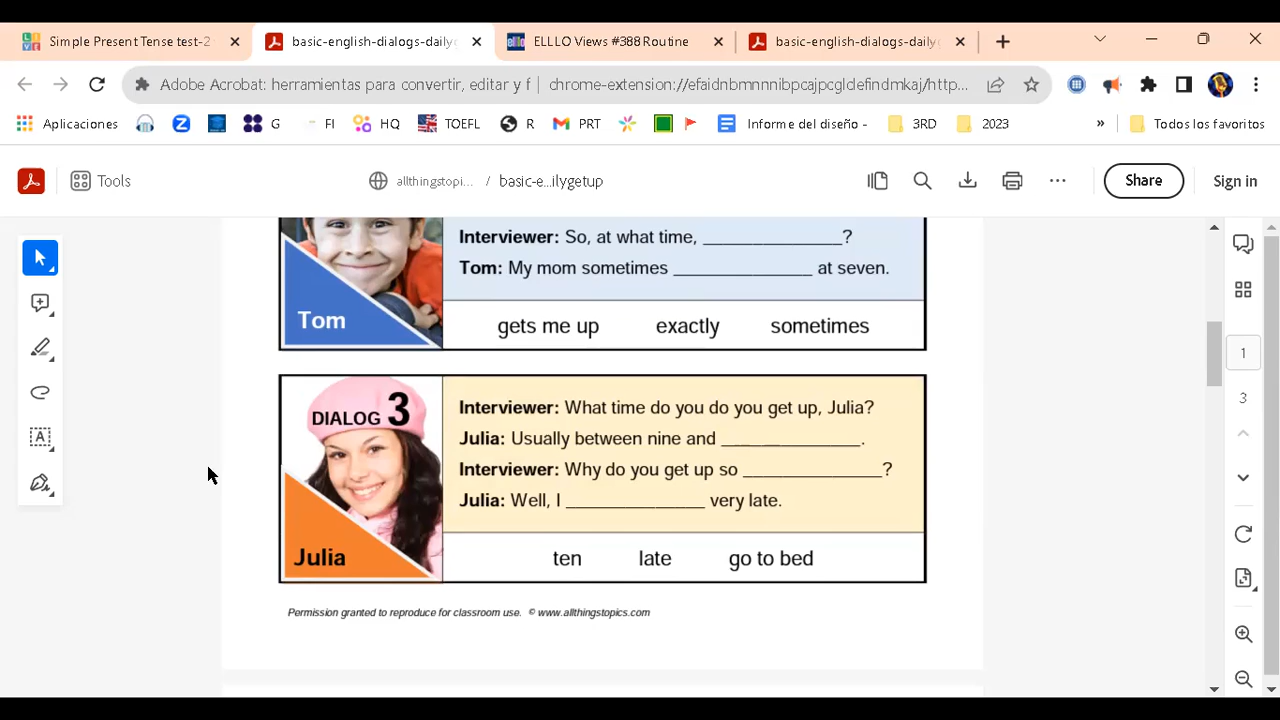 Simple Present Tense test-2
basic-english-dialogs-daily
ELLLO Views #388 Routine
basic-english-dialogs-daily
Adobe Acrobat: herramientas para convertir, editar y f | chrome-extension://efaidnbmnnnibpcajpcglclefindmkaj/http...
Aplicaciones Z G FI HQ TOEFL R PRT Informe del diseño - 3RD 2023 » Todos los favoritos
Tools allthingstopi... / basic-e...ilygetup Share Sign in
Interviewer: So, at what time, ______________?
Tom: My mom sometimes ______________ at seven.
Tom
gets me up exactly sometimes
1
3
DIALOG 3
Interviewer: What time do you do you get up, Julia?
Julia: Usually between nine and ______________.
Interviewer: Why do you get up so ______________?
Julia: Well, I ______________ very late.
Julia
ten late go to bed
Permission granted to reproduce for classroom use. © www.allthingstopics.com